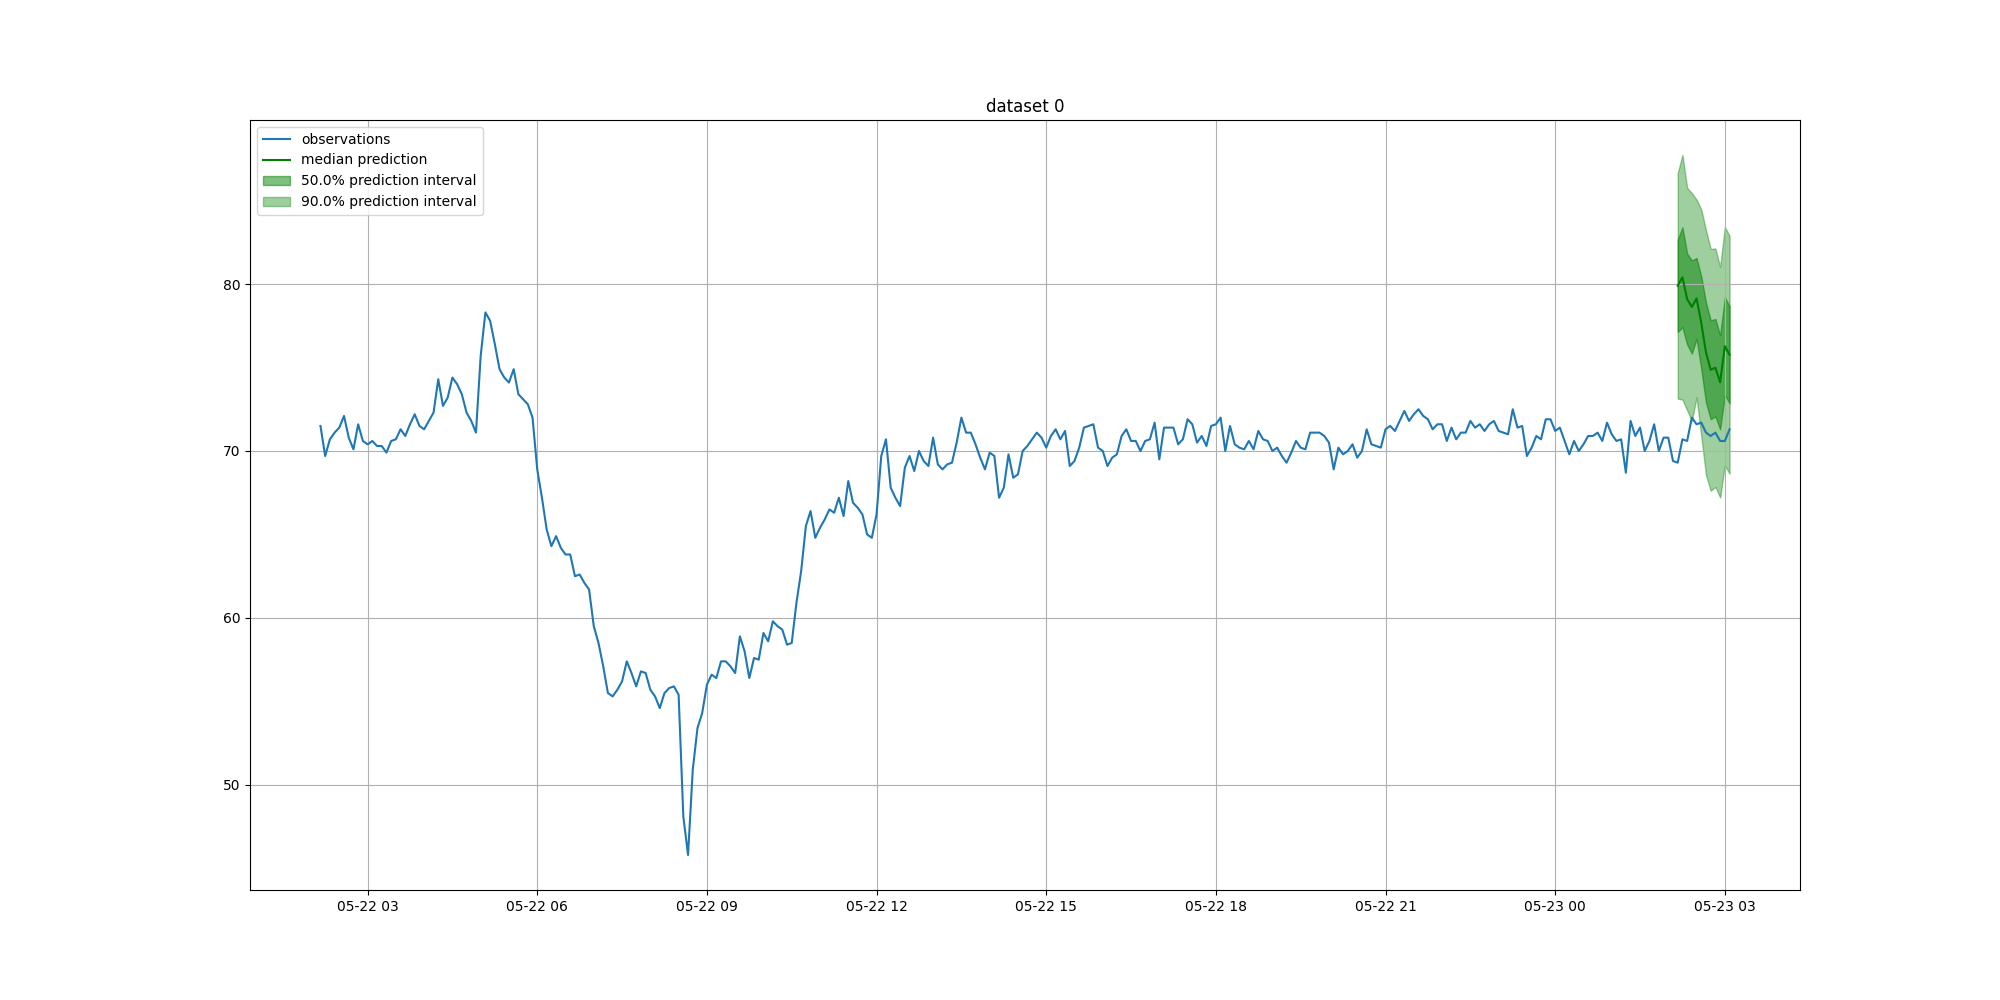 dataset 0
observations
median prediction
50.0% prediction interval
90.0% prediction interval
80
70
60
50
05-22 03
05-22 06
05-22 09
05-22 12
05-22 15
05-22 18
05-22 21
05-23 00
05-23 03